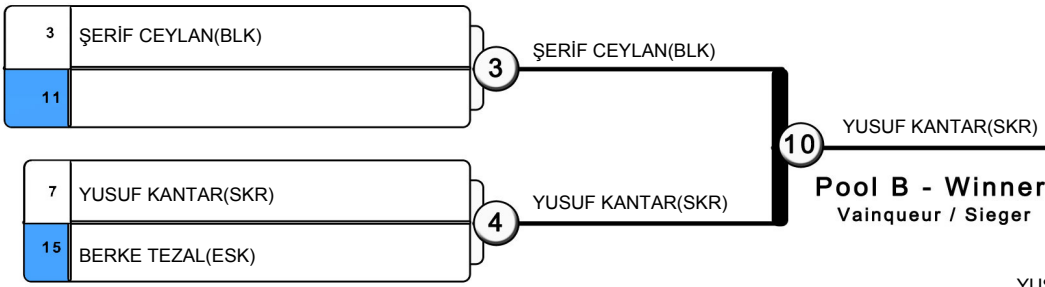 3 ŞERİF CEYLAN(BLK)
11
3
ŞERİF CEYLAN(BLK)
7 YUSUF KANTAR(SKR)
15 BERKE TEZAL(ESK)
4
YUSUF KANTAR(SKR)
10
YUSUF KANTAR(SKR)
Pool B - Winner
Vainqueur / Sieger